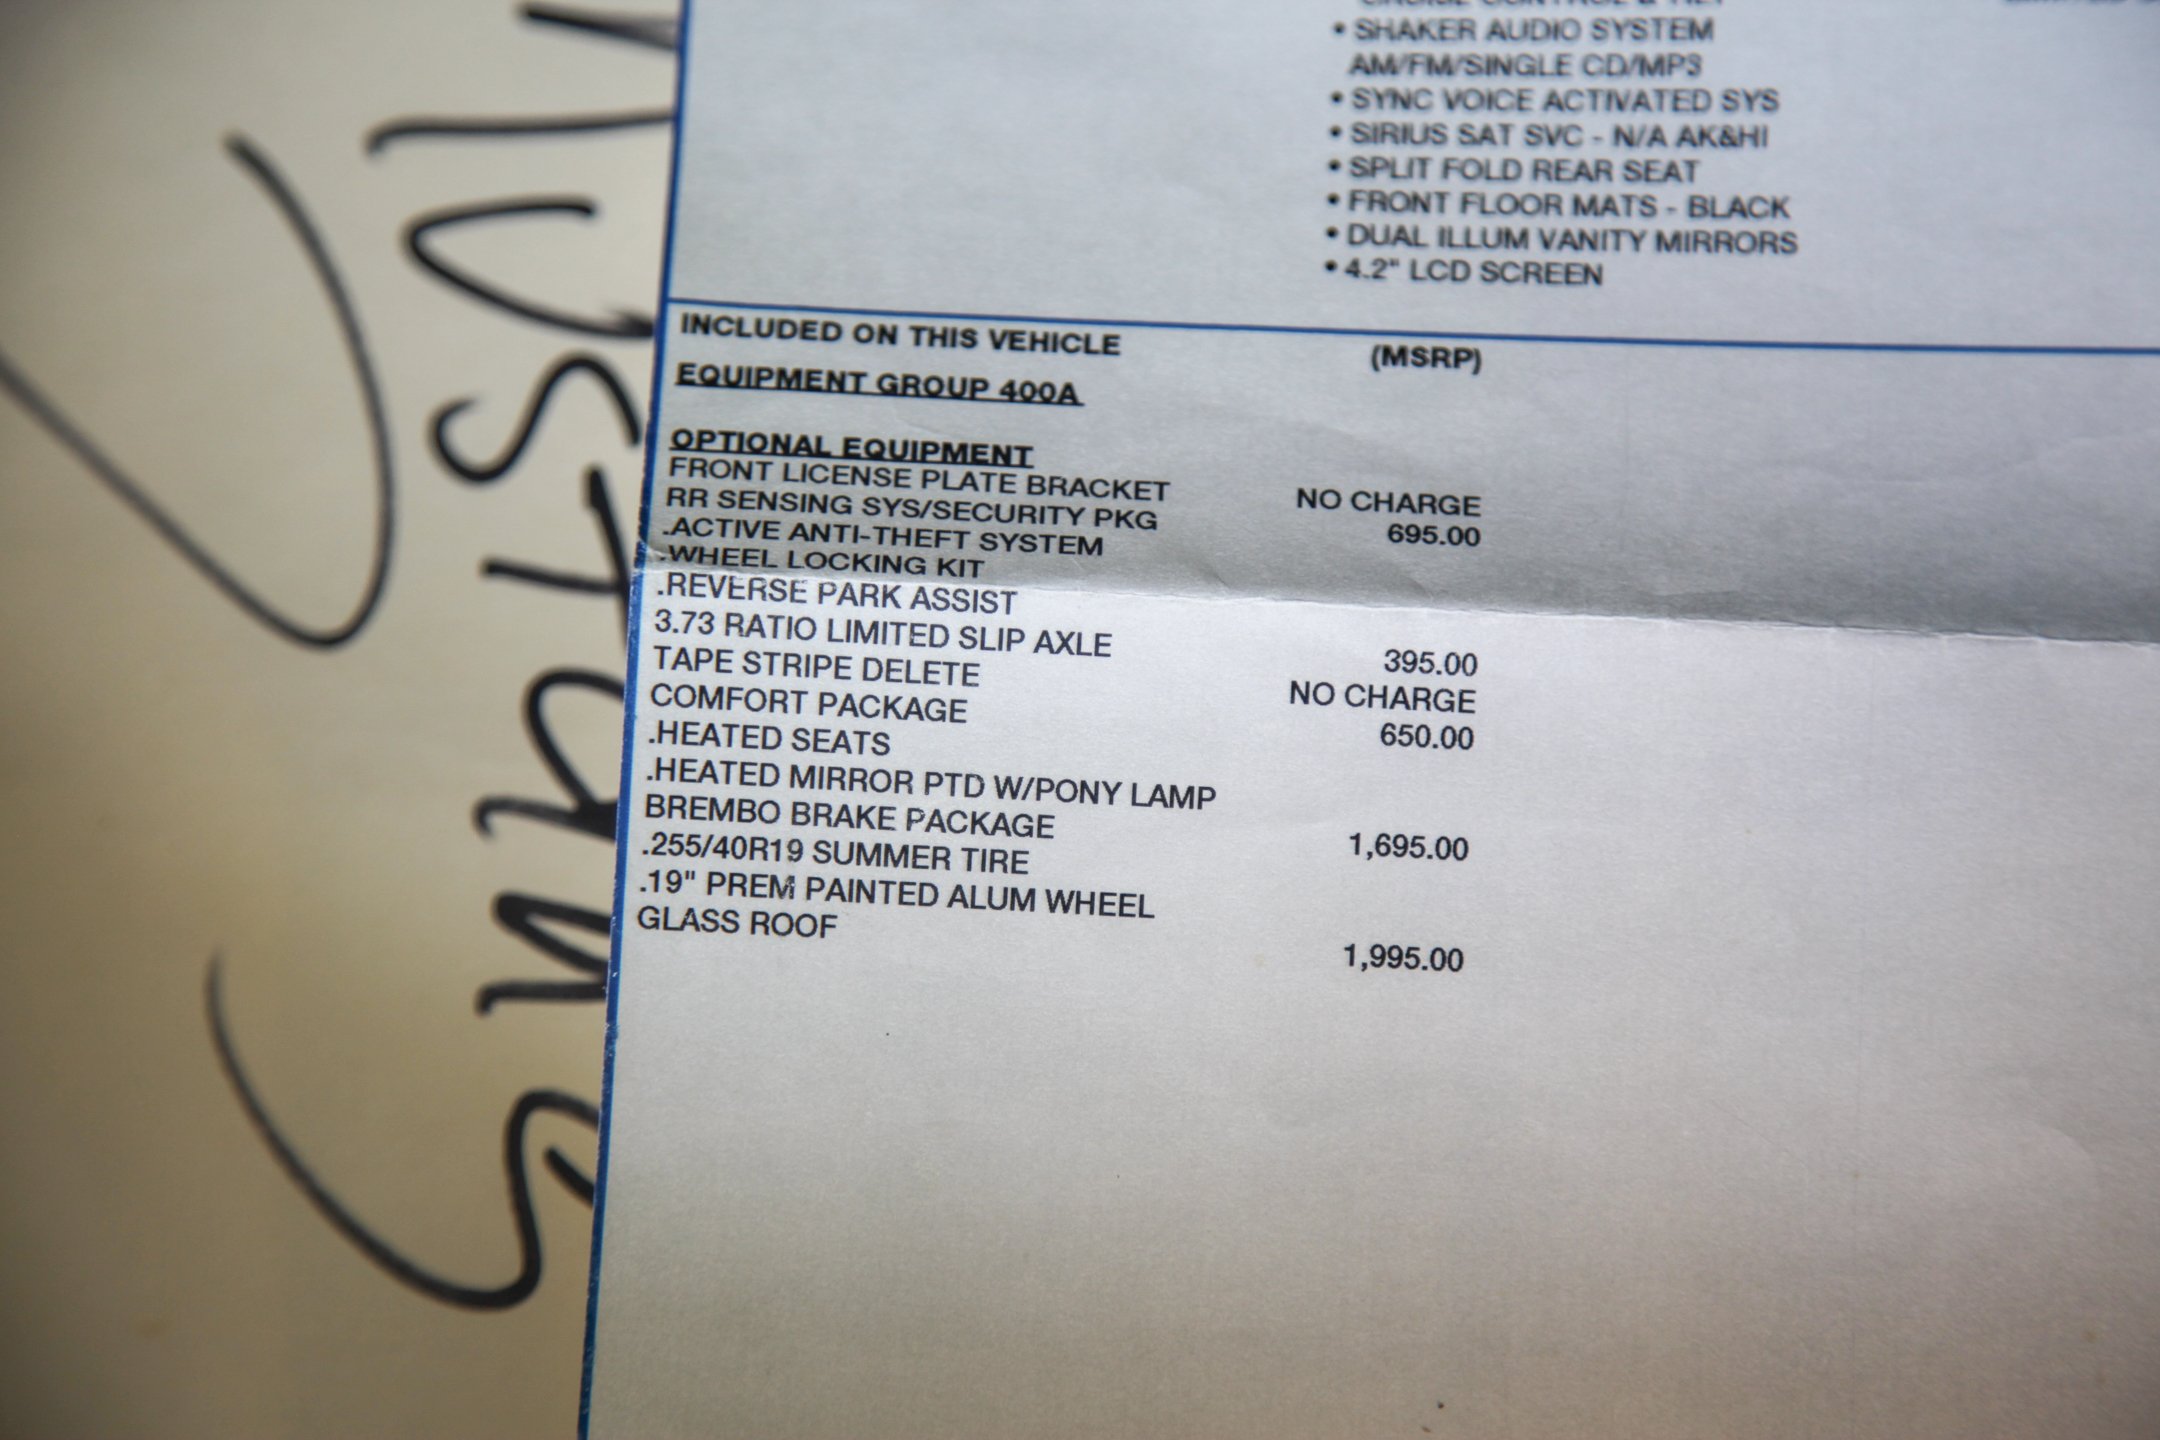 • SHAKER AUDIO SYSTEM
AM/FM/SINGLE CD/MP3
• SYNC VOICE ACTIVATED SYS
• SIRIUS SAT SVC - N/A AK&HI
• SPLIT FOLD REAR SEAT
• FRONT FLOOR MATS - BLACK
• DUAL ILLUM VANITY MIRRORS
• 4.2" LCD SCREEN
INCLUDED ON THIS VEHICLE (MSRP)
EQUIPMENT GROUP 400A
OPTIONAL EQUIPMENT
FRONT LICENSE PLATE BRACKET NO CHARGE
RR SENSING SYS/SECURITY PKG 695.00
.ACTIVE ANTI-THEFT SYSTEM
.WHEEL LOCKING KIT
.REVERSE PARK ASSIST
3.73 RATIO LIMITED SLIP AXLE 395.00
TAPE STRIPE DELETE NO CHARGE
COMFORT PACKAGE 650.00
.HEATED SEATS
.HEATED MIRROR PTD W/PONY LAMP
BREMBO BRAKE PACKAGE 1,695.00
.255/40R19 SUMMER TIRE
.19" PREM PAINTED ALUM WHEEL
GLASS ROOF 1,995.00